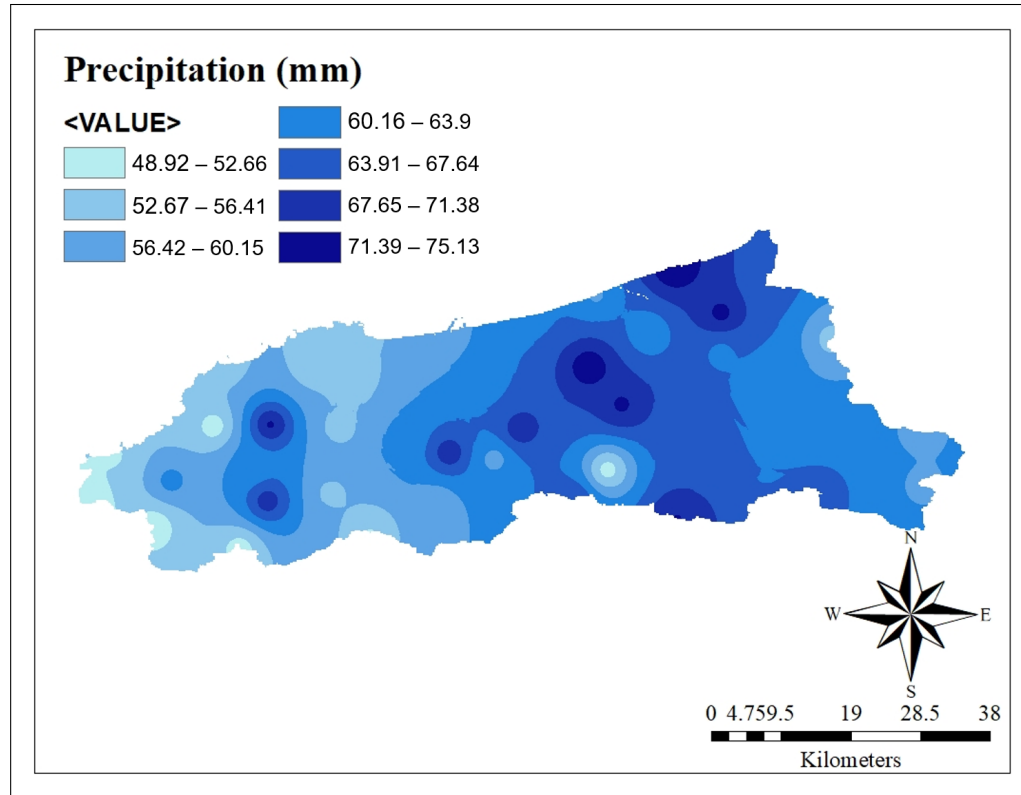 Precipitation (mm)
<VALUE>
48.92 – 52.66
52.67 – 56.41
56.42 – 60.15
60.16 – 63.9
63.91 – 67.64
67.65 – 71.38
71.39 – 75.13
N
W E
S
0 4.759.5 19 28.5 38
Kilometers